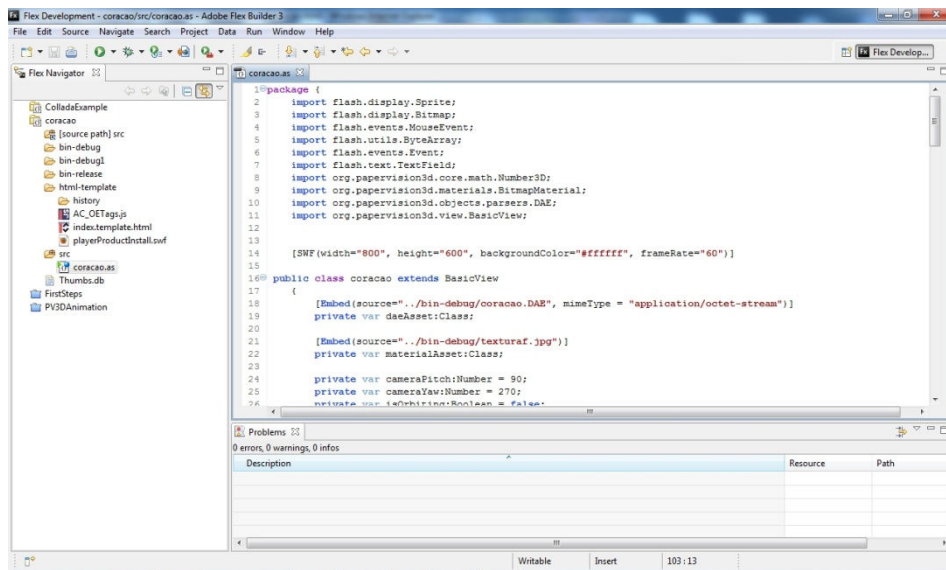 Flex Development - coracao/src/coracao.as - Adobe Flex Builder 3
File Edit Source Navigate Search Project Data Run Window Help
Flex Develop...
Flex Navigator
ColladaExample
coracao
[source path] src
bin-debug
bin-debug1
bin-release
html-template
history
AC_OETags.js
index.template.html
playerProductInstall.swf
src
coracao.as
Thumbs.db
FirstSteps
PV3DAnimation
coracao.as
1 package {
2 import flash.display.Sprite;
3 import flash.display.Bitmap;
4 import flash.events.MouseEvent;
5 import flash.utils.ByteArray;
6 import flash.events.Event;
7 import flash.text.TextField;
8 import org.papervision3d.core.math.Number3D;
9 import org.papervision3d.materials.BitmapMaterial;
10 import org.papervision3d.objects.parsers.DAE;
11 import org.papervision3d.view.BasicView;
12
13
14 [SWF(width="800", height="600", backgroundColor="#ffffff", frameRate="60")]
15
16 public class coracao extends BasicView
17 {
18 [Embed(source="../bin-debug/coracao.DAE", mimeType = "application/octet-stream")]
19 private var daeAsset:Class;
20
21 [Embed(source="../bin-debug/texturaf.jpg")]
22 private var materialAsset:Class;
23
24 private var cameraPitch:Number = 90;
25 private var cameraYaw:Number = 270;
26 private var isOrbiting:Boolean = false;
Problems
0 errors, 0 warnings, 0 infos
Description Resource Path
Writable Insert 103 : 13